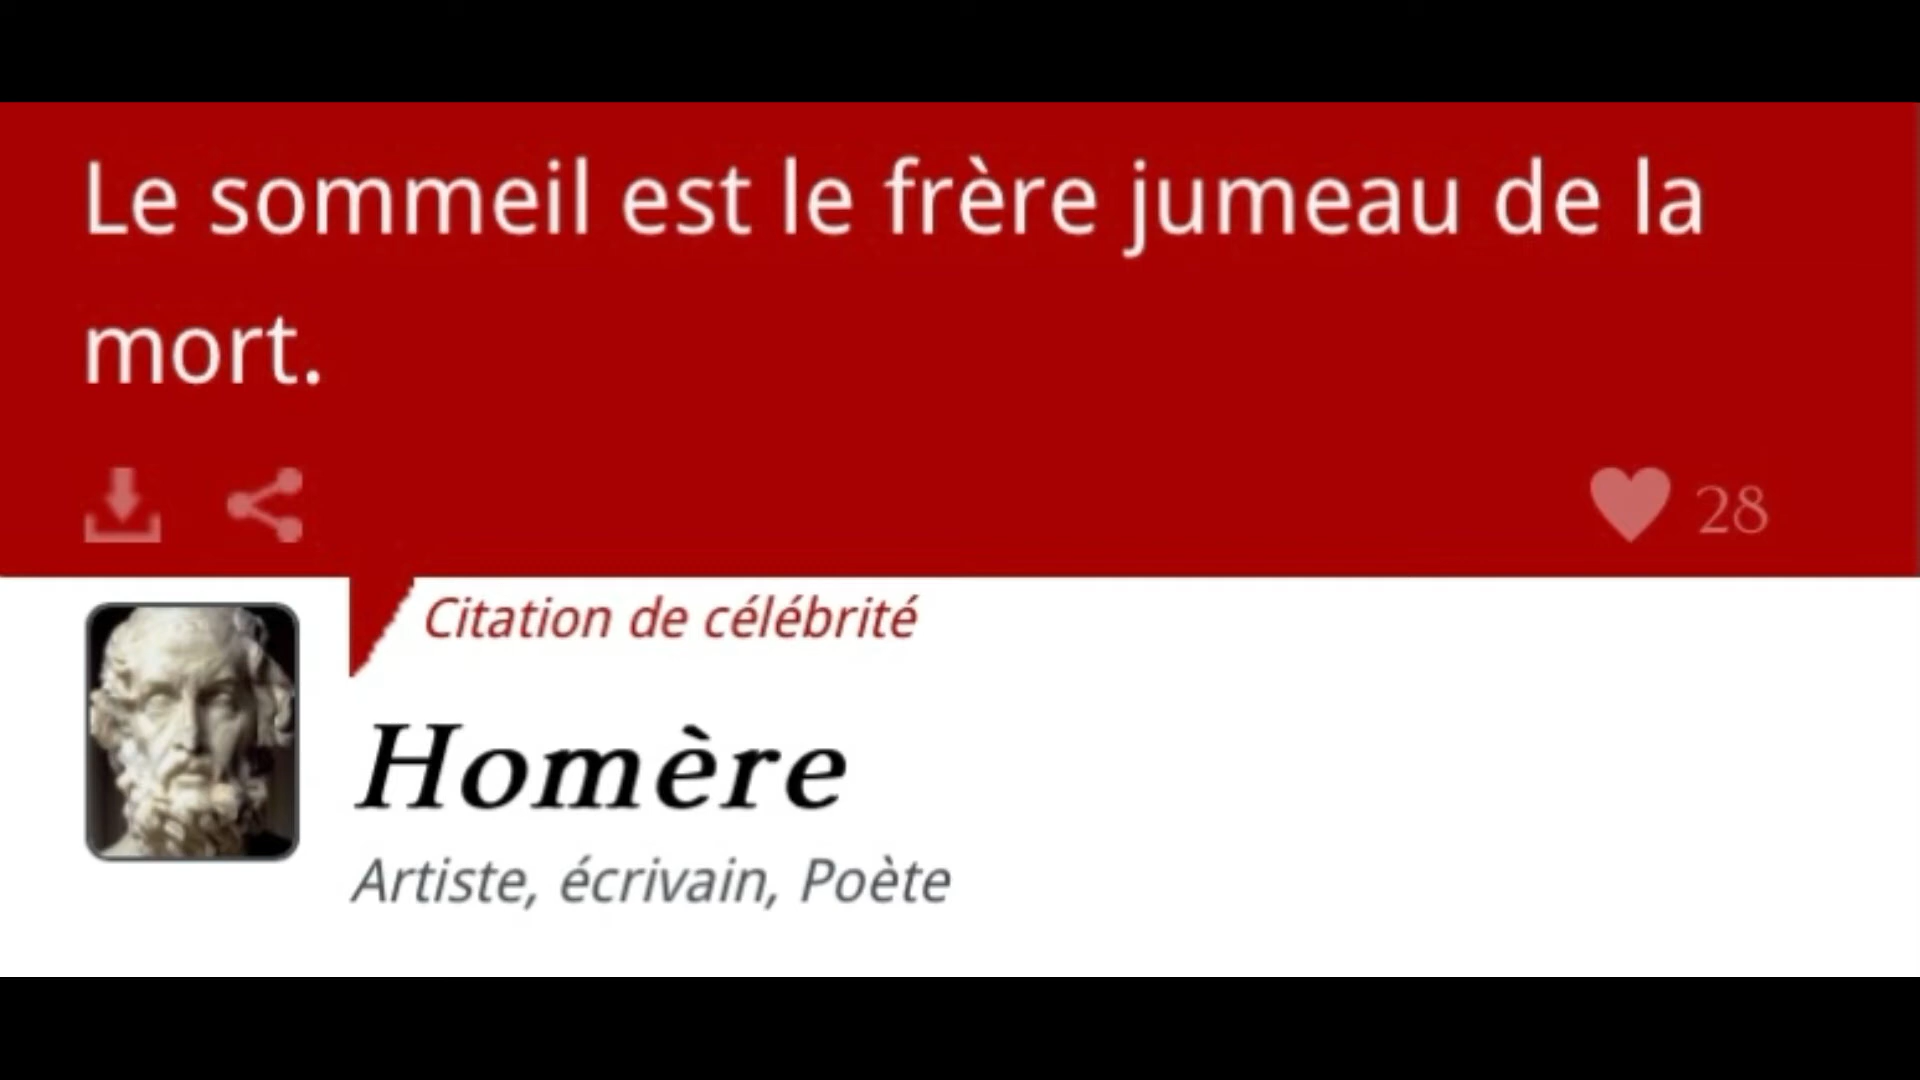 Le sommeil est le frère jumeau de la
mort.
28
Citation de célébrité
Homère
Artiste, écrivain, Poète